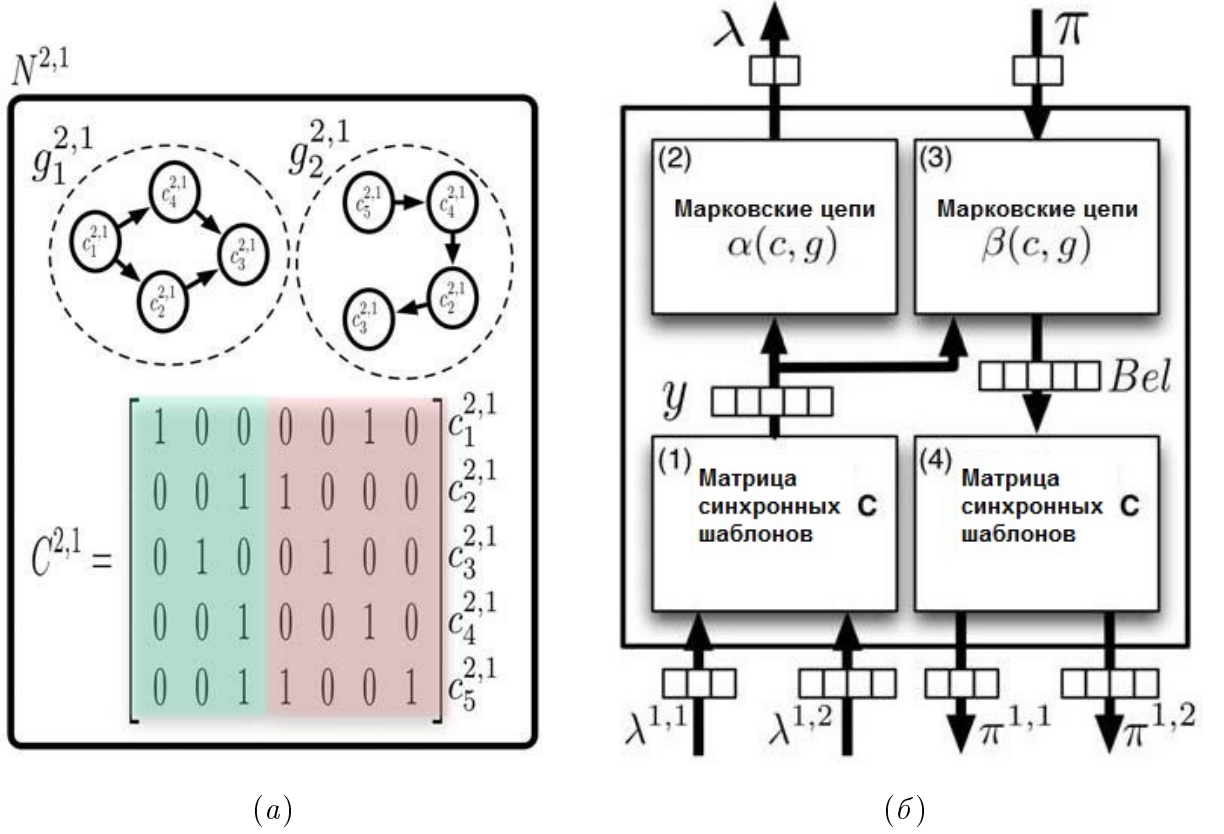 N^{2,1}
g_1^{2,1}
g_2^{2,1}
c_1^{2,1}
c_4^{2,1}
c_2^{2,1}
c_3^{2,1}
c_5^{2,1}
c_4^{2,1}
c_2^{2,1}
c_3^{2,1}
C^{2,1} =
1 0 0 0 0 1 0 c_1^{2,1}
0 0 1 1 0 0 0 c_2^{2,1}
0 1 0 0 1 0 0 c_3^{2,1}
0 0 1 0 0 1 0 c_4^{2,1}
0 0 1 1 0 0 1 c_5^{2,1}
(а)
λ
π
(2)
Марковские цепи
α(c, g)
(3)
Марковские цепи
β(c, g)
y
Bel
(1)
Матрица
синхронных C
шаблонов
(4)
Матрица
синхронных C
шаблонов
λ^{1,1}
λ^{1,2}
π^{1,1}
π^{1,2}
(б)